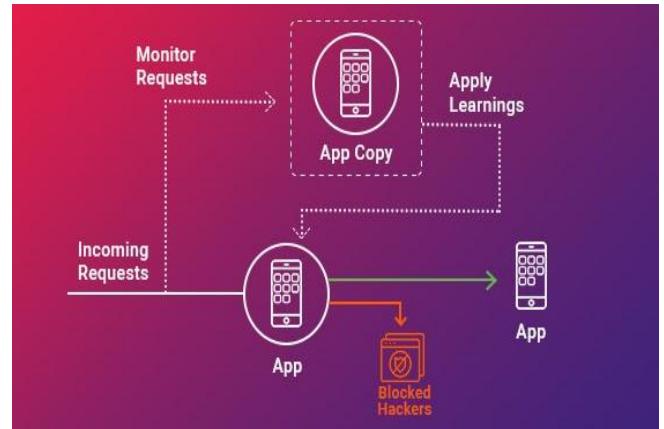 Monitor
Requests
App Copy
Apply
Learnings
Incoming
Requests
App
App
Blocked
Hackers